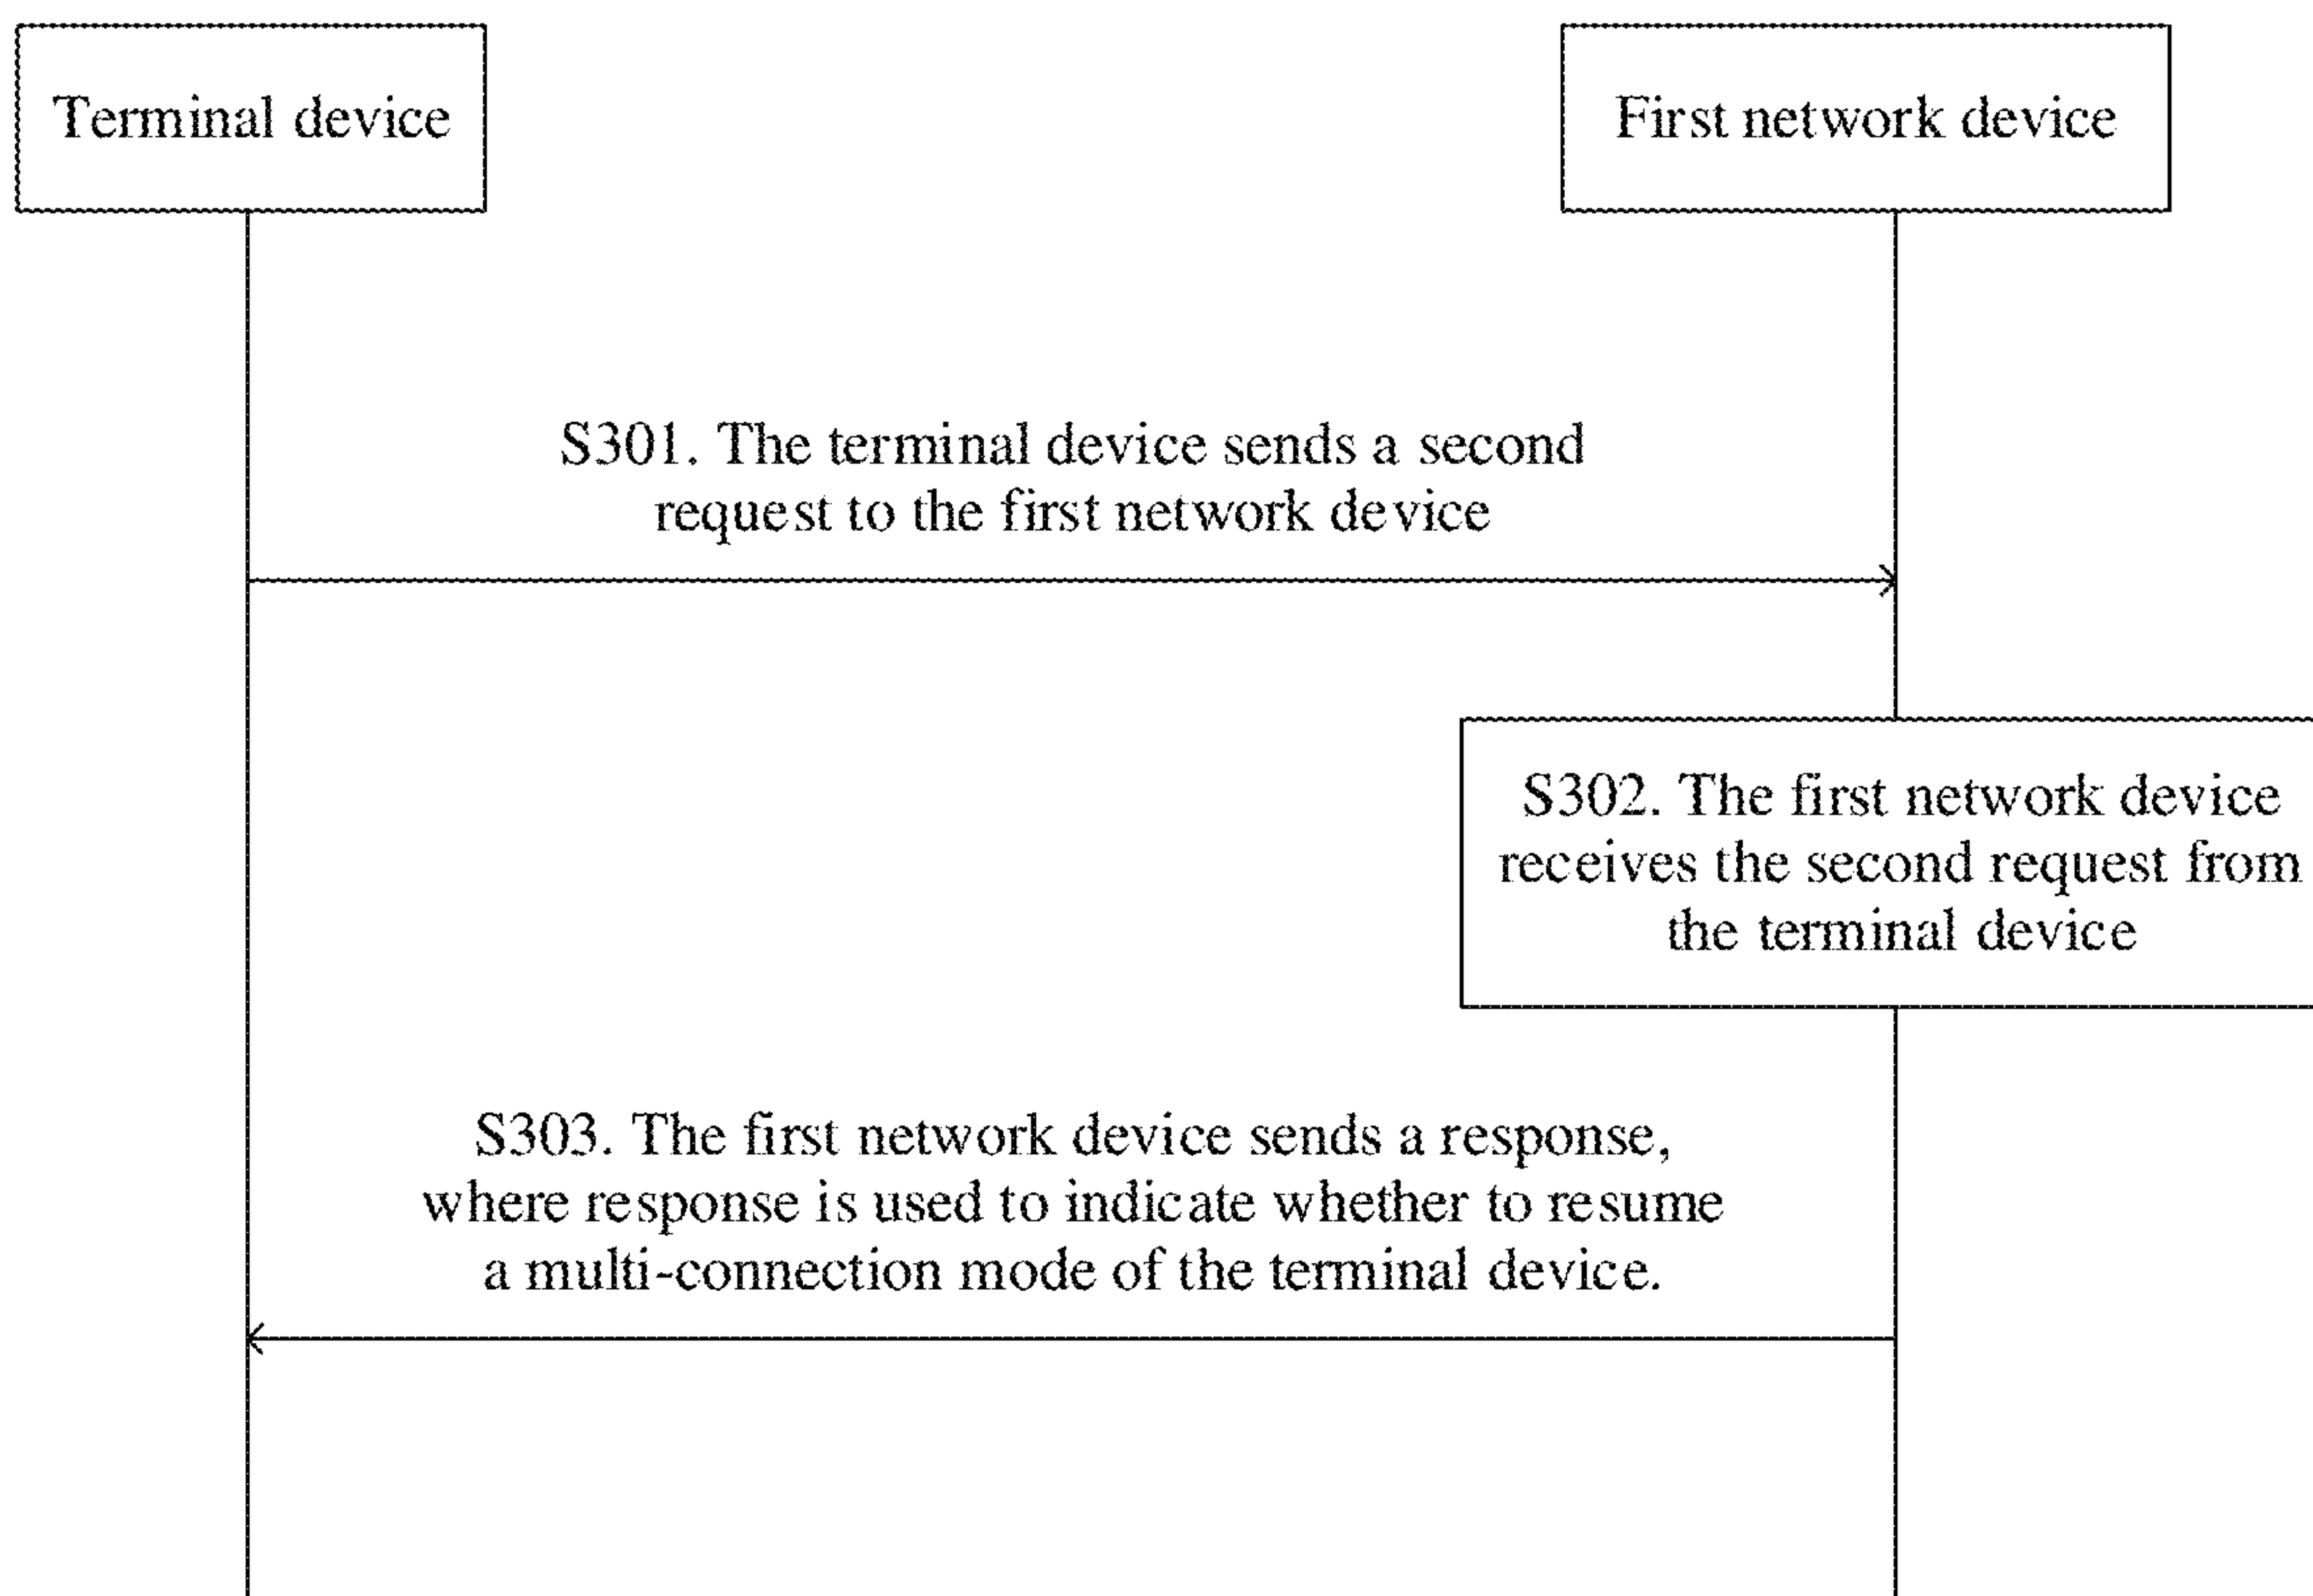 Terminal device
First network device
S301. The terminal device sends a second
request to the first network device
S302. The first network device
receives the second request from
the terminal device
S303. The first network device sends a response,
where response is used to indicate whether to resume
a multi-connection mode of the terminal device.